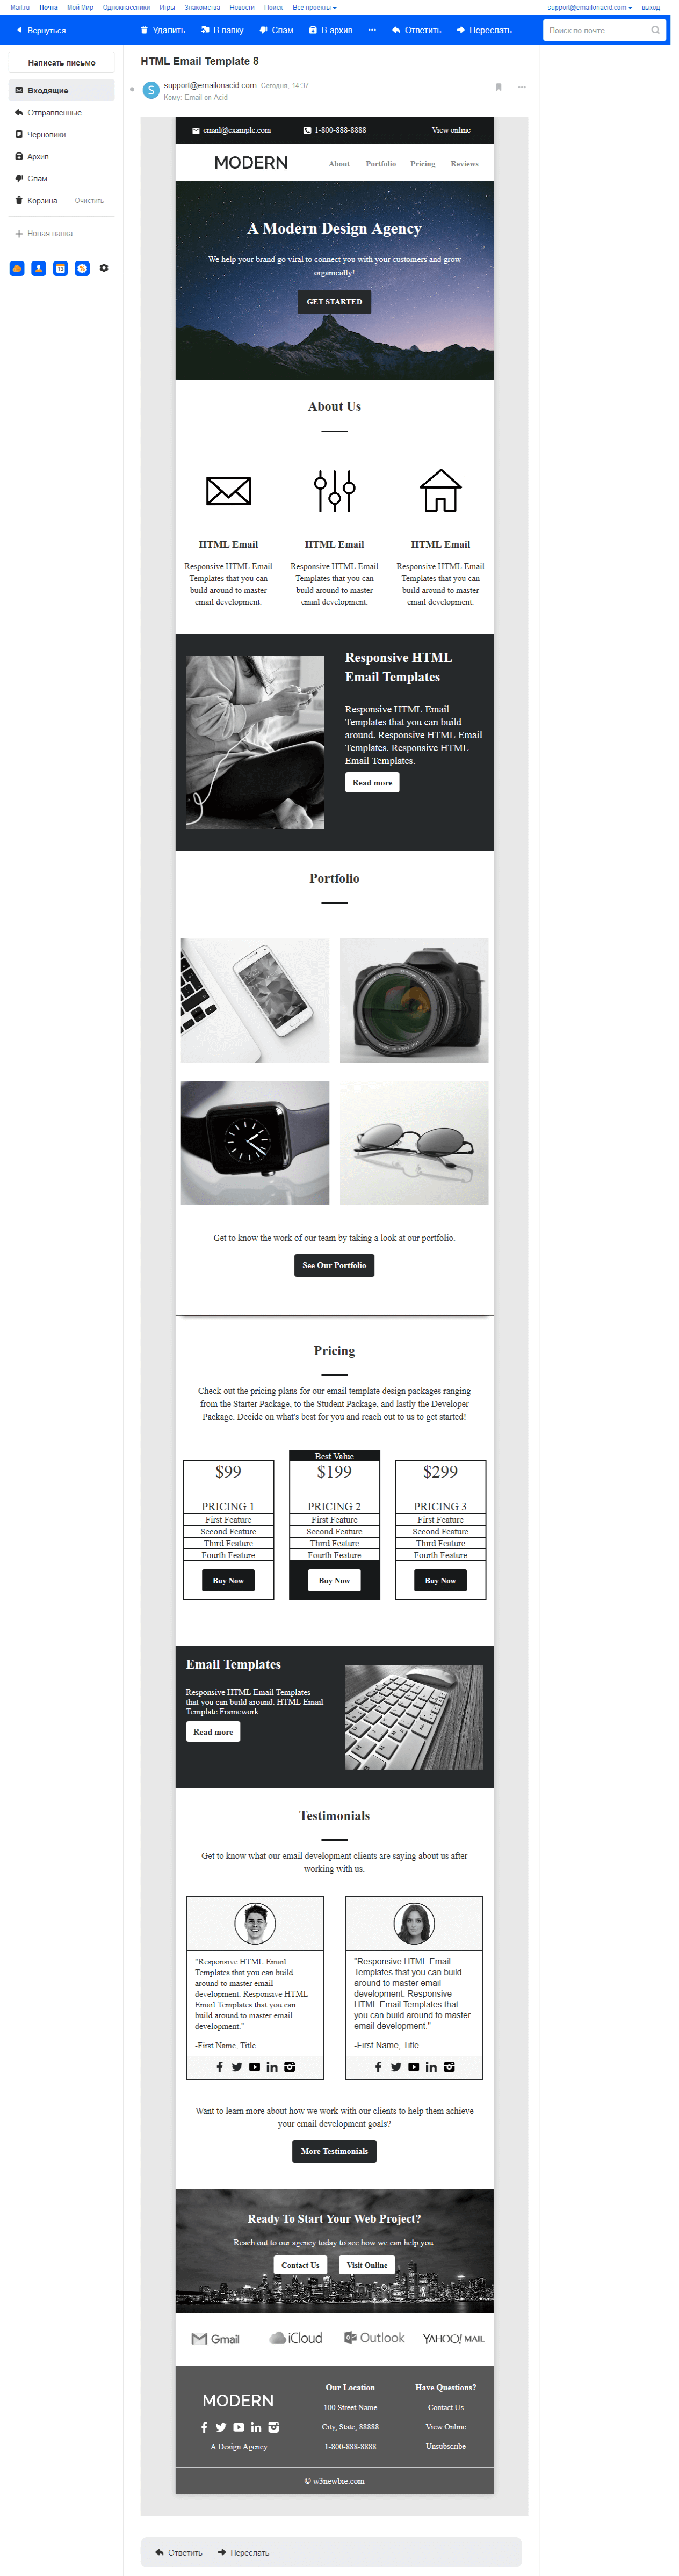 Mail.ru Почта Мой Мир Одноклассники Игры Знакомства Новости Поиск Все проекты support@emailonacid.com выход
Вернуться Удалить В папку Спам В архив Ответить Переслать Поиск по почте
Написать письмо
Входящие
Отправленные
Черновики
Архив
Спам
Корзина Очистить
Новая папка
HTML Email Template 8
S support@emailonacid.com Сегодня, 14:37
Кому: Email on Acid
email@example.com 1-800-888-8888 View online
MODERN About Portfolio Pricing Reviews
A Modern Design Agency
We help your brand go viral to connect you with your customers and grow
organically!
GET STARTED
About Us
HTML Email HTML Email HTML Email
Responsive HTML Email Responsive HTML Email Responsive HTML Email
Templates that you can Templates that you can Templates that you can
build around to master build around to master build around to master
email development. email development. email development.
Responsive HTML
Email Templates
Responsive HTML Email
Templates that you can build
around. Responsive HTML Email
Templates. Responsive HTML
Email Templates.
Read more
Portfolio
Get to know the work of our team by taking a look at our portfolio.
See Our Portfolio
Pricing
Check out the pricing plans for our email template design packages ranging
from the Starter Package, to the Student Package, and lastly the Developer
Package. Decide on what's best for you and reach out to us to get started!
Best Value
$99 $199 $299
PRICING 1 PRICING 2 PRICING 3
First Feature First Feature First Feature
Second Feature Second Feature Second Feature
Third Feature Third Feature Third Feature
Fourth Feature Fourth Feature Fourth Feature
Buy Now Buy Now Buy Now
Email Templates
Responsive HTML Email Templates
that you can build around. HTML Email
Template Framework.
Read more
Testimonials
Get to know what our email development clients are saying about us after
working with us.
"Responsive HTML Email
Templates that you can build
around to master email
development. Responsive HTML
Email Templates that you can
build around to master email
development."
-First Name, Title
"Responsive HTML Email
Templates that you can build
around to master email
development. Responsive
HTML Email Templates that
you can build around to master
email development."
-First Name, Title
Want to learn more about how we work with our clients to help them achieve
your email development goals?
More Testimonials
Ready To Start Your Web Project?
Reach out to our agency today to see how we can help you.
Contact Us Visit Online
Gmail iCloud Outlook YAHOO! MAIL
MODERN
A Design Agency
Our Location
100 Street Name
City, State, 88888
1-800-888-8888
Have Questions?
Contact Us
View Online
Unsubscribe
© w3newbie.com
Ответить Переслать